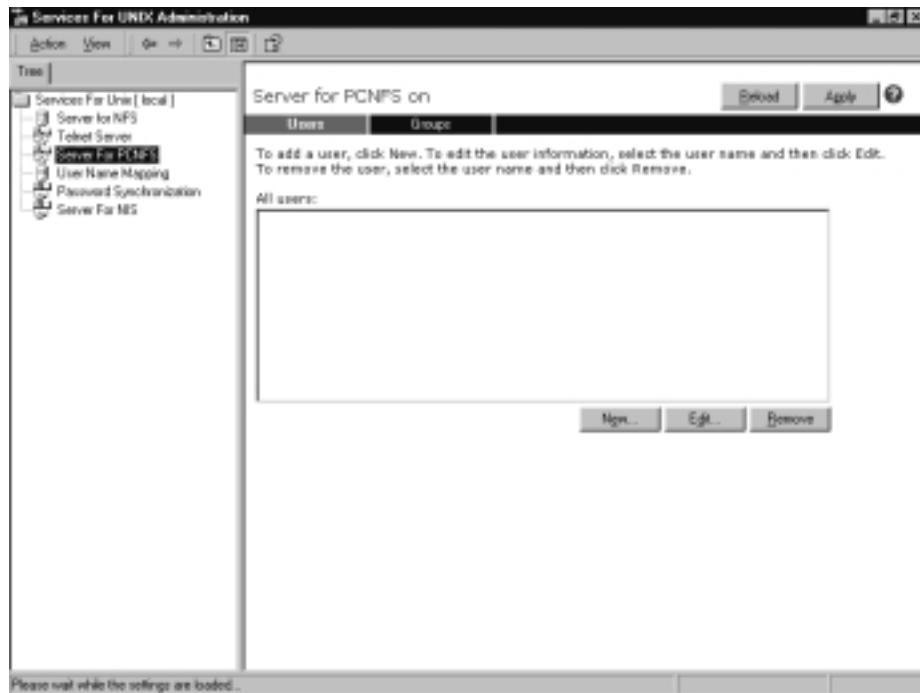 Services For UNIX Administration
Action View
Tree
Services For Unix [ local ]
Server for NFS
Telnet Server
Server For PCNFS
User Name Mapping
Password Synchronization
Server For NIS
Server for PCNFS on
Reload Apply ?
Users Groups
To add a user, click New. To edit the user information, select the user name and then click Edit.
To remove the user, select the user name and then click Remove.
All users:
New... Edit... Remove
Please wait while the settings are loaded...